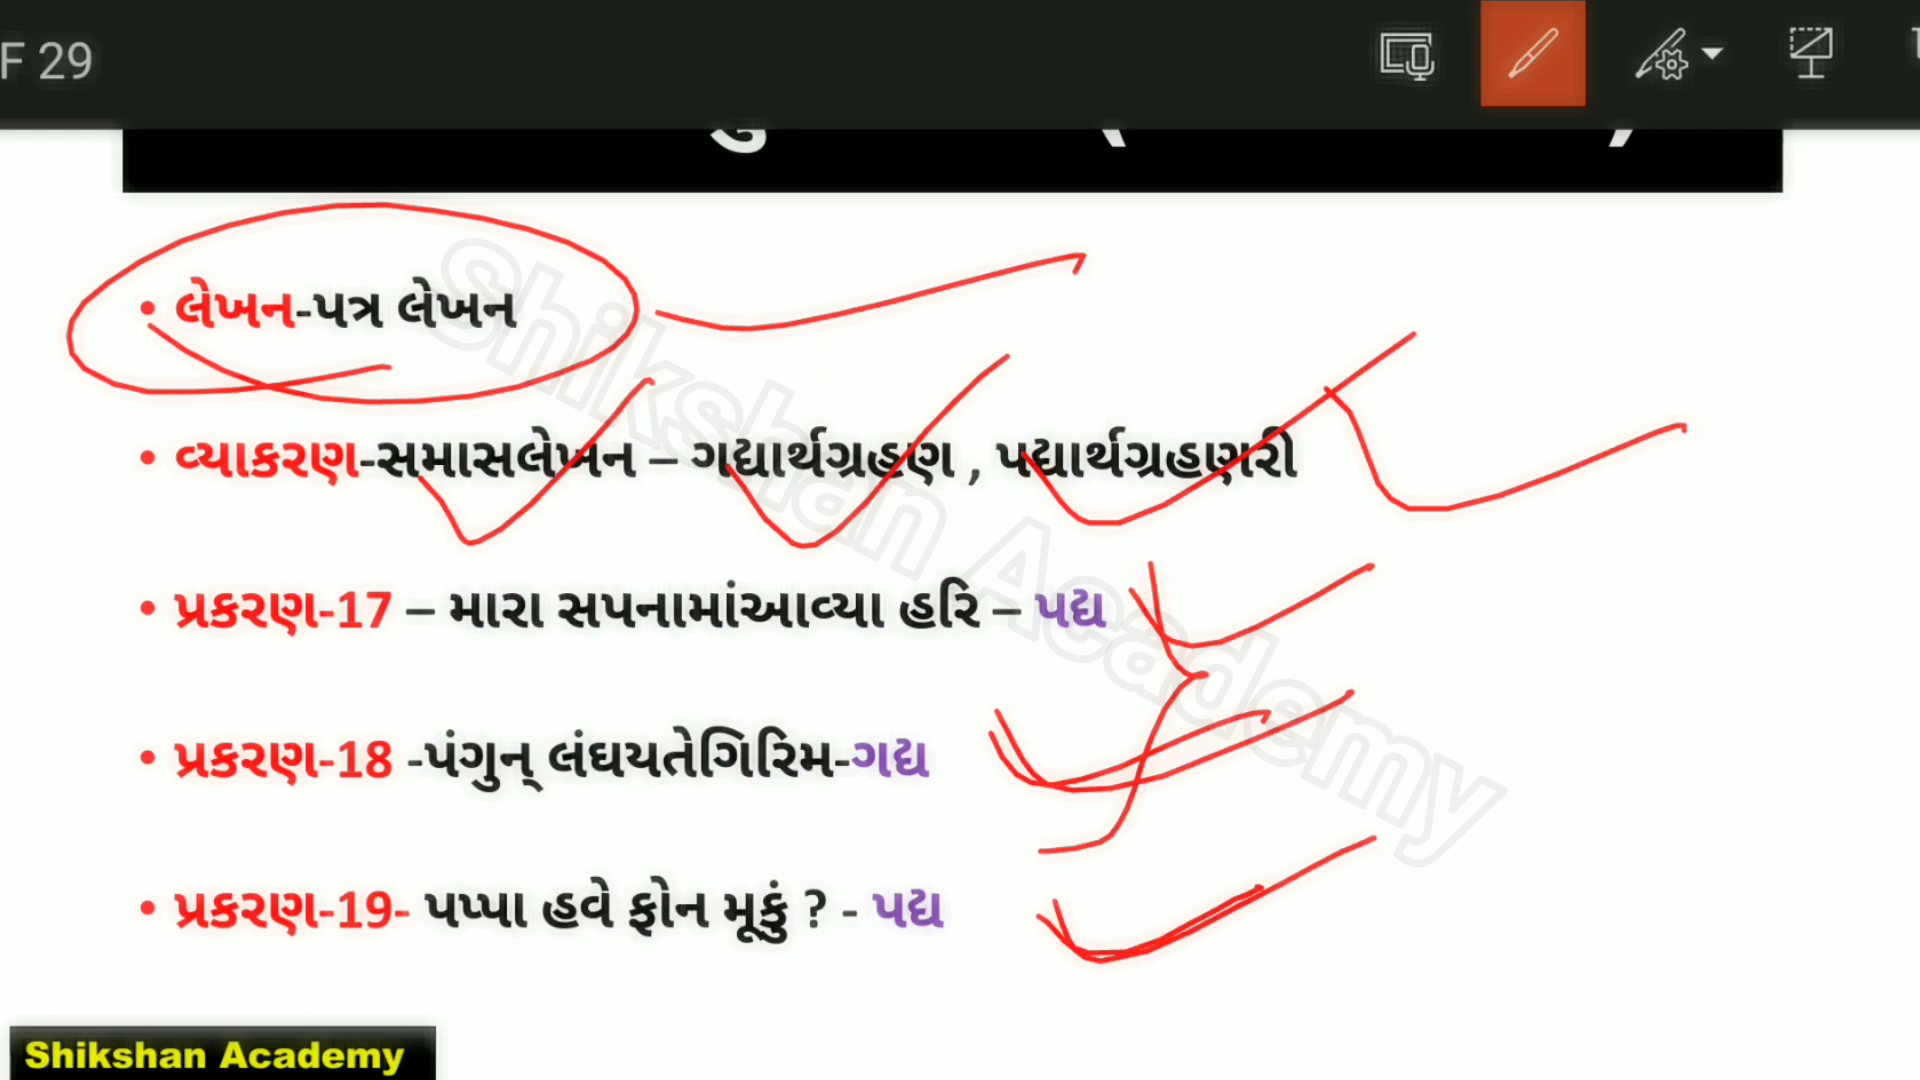 F 29
• લેખન-પત્ર લેખન
• વ્યાકરણ-સમાસલેખન – ગદ્યાર્થગ્રહણ , પદ્યાર્થગ્રહણરી
• પ્રકરણ-17 – મારા સપનામાંઆવ્યા હરિ – પદ્ય
• પ્રકરણ-18 -પંગુન્ લંઘયતેગિરિમ-ગદ્ય
• પ્રકરણ-19- પપ્પા હવે ફોન મૂકું ? - પદ્ય
Shikshan Academy
Shikshan Academy